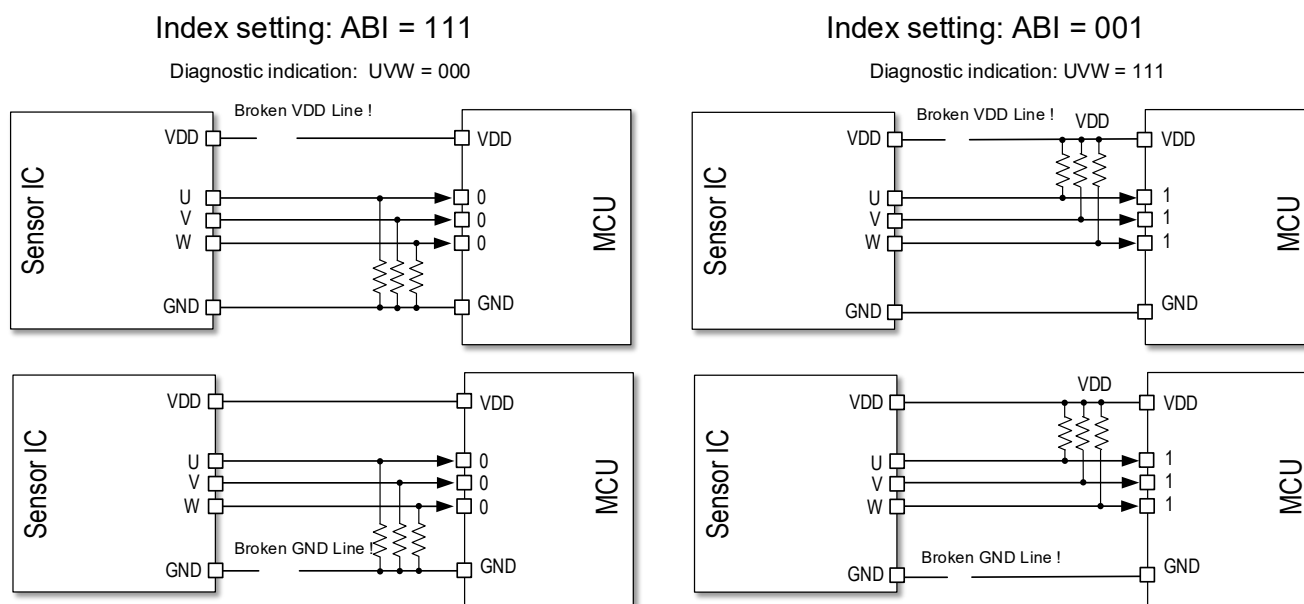 Index setting: ABI = 111
Diagnostic indication:  UVW = 000
Broken VDD Line !
VDD
VDD
U
V
W
0
0
0
GND
GND
Sensor IC
MCU
VDD
VDD
U
V
W
0
0
0
Broken GND Line !
GND
GND
Sensor IC
MCU
Index setting: ABI = 001
Diagnostic indication: UVW = 111
Broken VDD Line !
VDD
VDD
VDD
U
V
W
1
1
1
GND
GND
Sensor IC
MCU
VDD
VDD
VDD
U
V
W
1
1
1
Broken GND Line !
GND
GND
Sensor IC
MCU